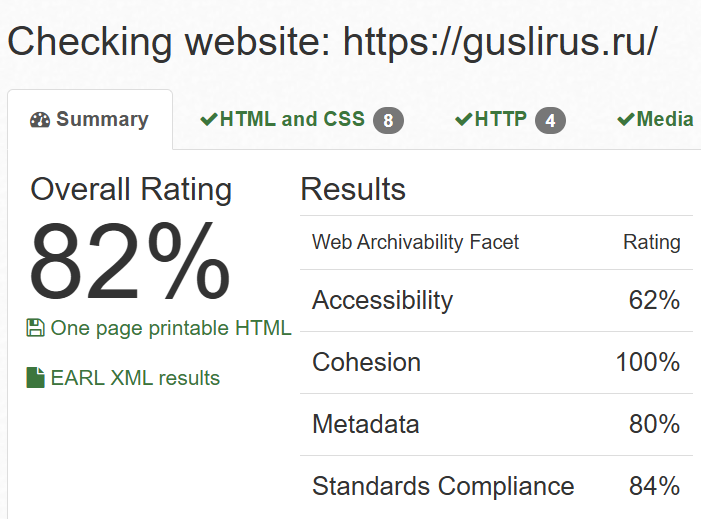 Checking website: https://guslirus.ru/
Summary HTML and CSS 8 HTTP 4 Media
Overall Rating
82%
One page printable HTML
EARL XML results
Results
Web Archivability Facet Rating
Accessibility 62%
Cohesion 100%
Metadata 80%
Standards Compliance 84%